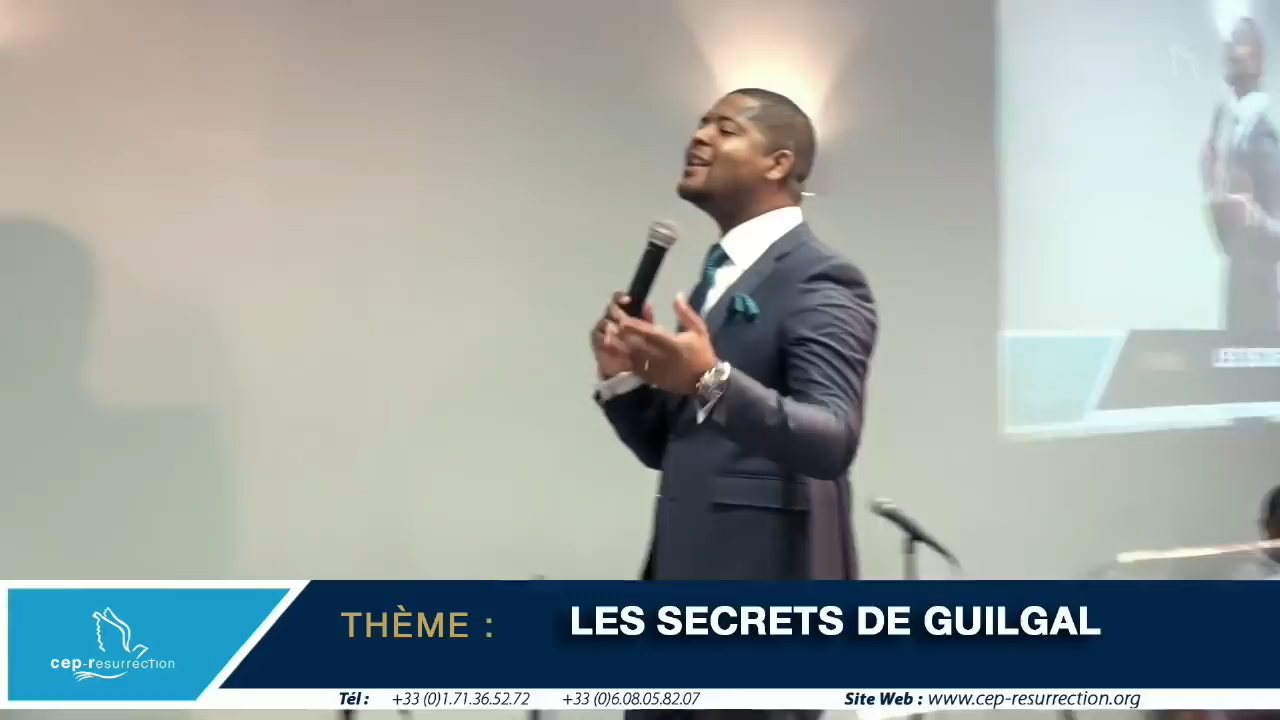 THÈME : LES SECRETS DE GUILGAL
cep-resurrection
Tél : +33 (0)1.71.36.52.72 +33 (0)6.08.05.82.07 Site Web : www.cep-resurrection.org